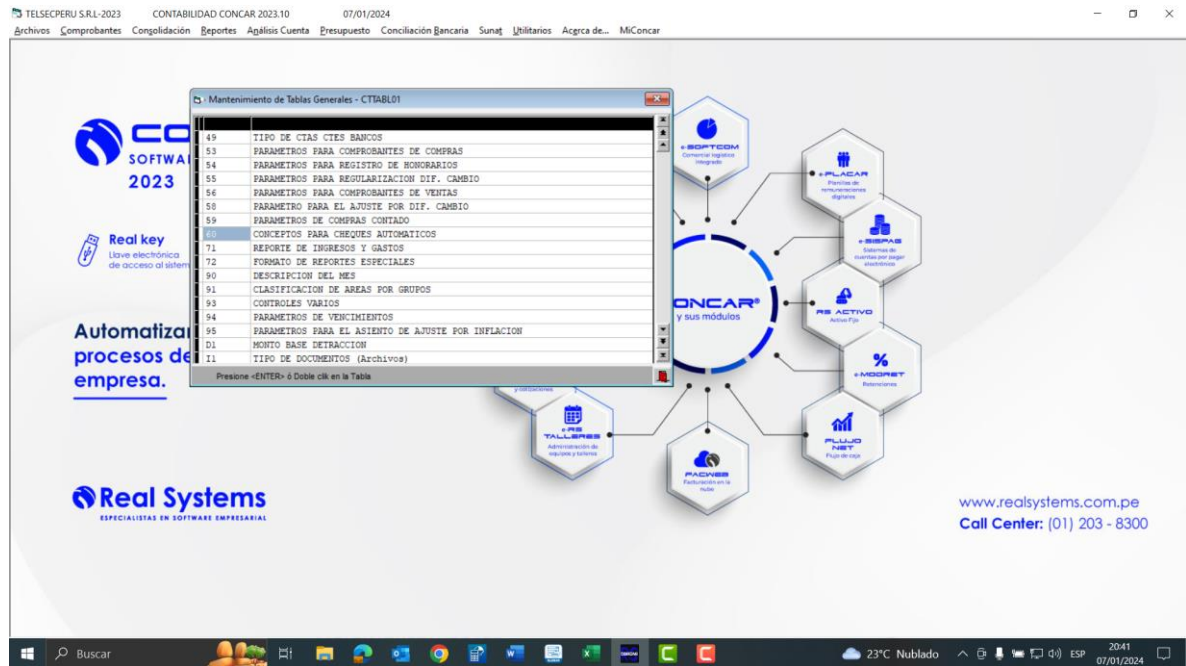 TELSECPERU S.R.L-2023 CONTABILIDAD CONCAR 2023.10 07/01/2024
Archivos Comprobantes Consolidación Reportes Análisis Cuenta Presupuesto Conciliación Bancaria Sunat Utilitarios Acerca de... MiConcar
Mantenimiento de Tablas Generales - CTTABL01
49 TIPO DE CTAS CTES BANCOS
53 PARAMETROS PARA COMPROBANTES DE COMPRAS
54 PARAMETROS PARA REGISTRO DE HONORARIOS
55 PARAMETROS PARA REGULARIZACION DIF. CAMBIO
56 PARAMETROS PARA COMPROBANTES DE VENTAS
58 PARAMETRO PARA EL AJUSTE POR DIF. CAMBIO
59 PARAMETROS DE COMPRAS CONTADO
60 CONCEPTOS PARA CHEQUES AUTOMATICOS
71 REPORTE DE INGRESOS Y GASTOS
72 FORMATO DE REPORTES ESPECIALES
90 DESCRIPCION DEL MES
91 CLASIFICACION DE AREAS POR GRUPOS
93 CONTROLES VARIOS
94 PARAMETROS DE VENCIMIENTOS
95 PARAMETROS PARA EL ASIENTO DE AJUSTE POR INFLACION
D1 MONTO BASE DETRACCION
I1 TIPO DE DOCUMENTOS (Archivos)
Presione <ENTER> ó Doble clik en la Tabla
CO
SOFTWA
2023
Real key
Llave electrónica
de acceso al sistem
Automatizar
procesos de
empresa.
Real Systems
ESPECIALISTAS EN SOFTWARE EMPRESARIAL
e-SOFTCOM
Comercial logístico
integrado
e-PLACAR
Planillas de
remuneraciones
digitales
e-SISPAG
Sistemas de
cuentas por pagar
electrónico
ONCAR®
y sus módulos
RS ACTIVO
Activo Fijo
e-MODRET
Retenciones
FLUJO
NET
Flujo de caja
FACWEB
Facturación en la
nube
y cotizaciones
e-RS
TALLERES
Administración de
equipos y talleres
www.realsystems.com.pe
Call Center: (01) 203 - 8300
Buscar
23°C Nublado
ESP
20:41
07/01/2024